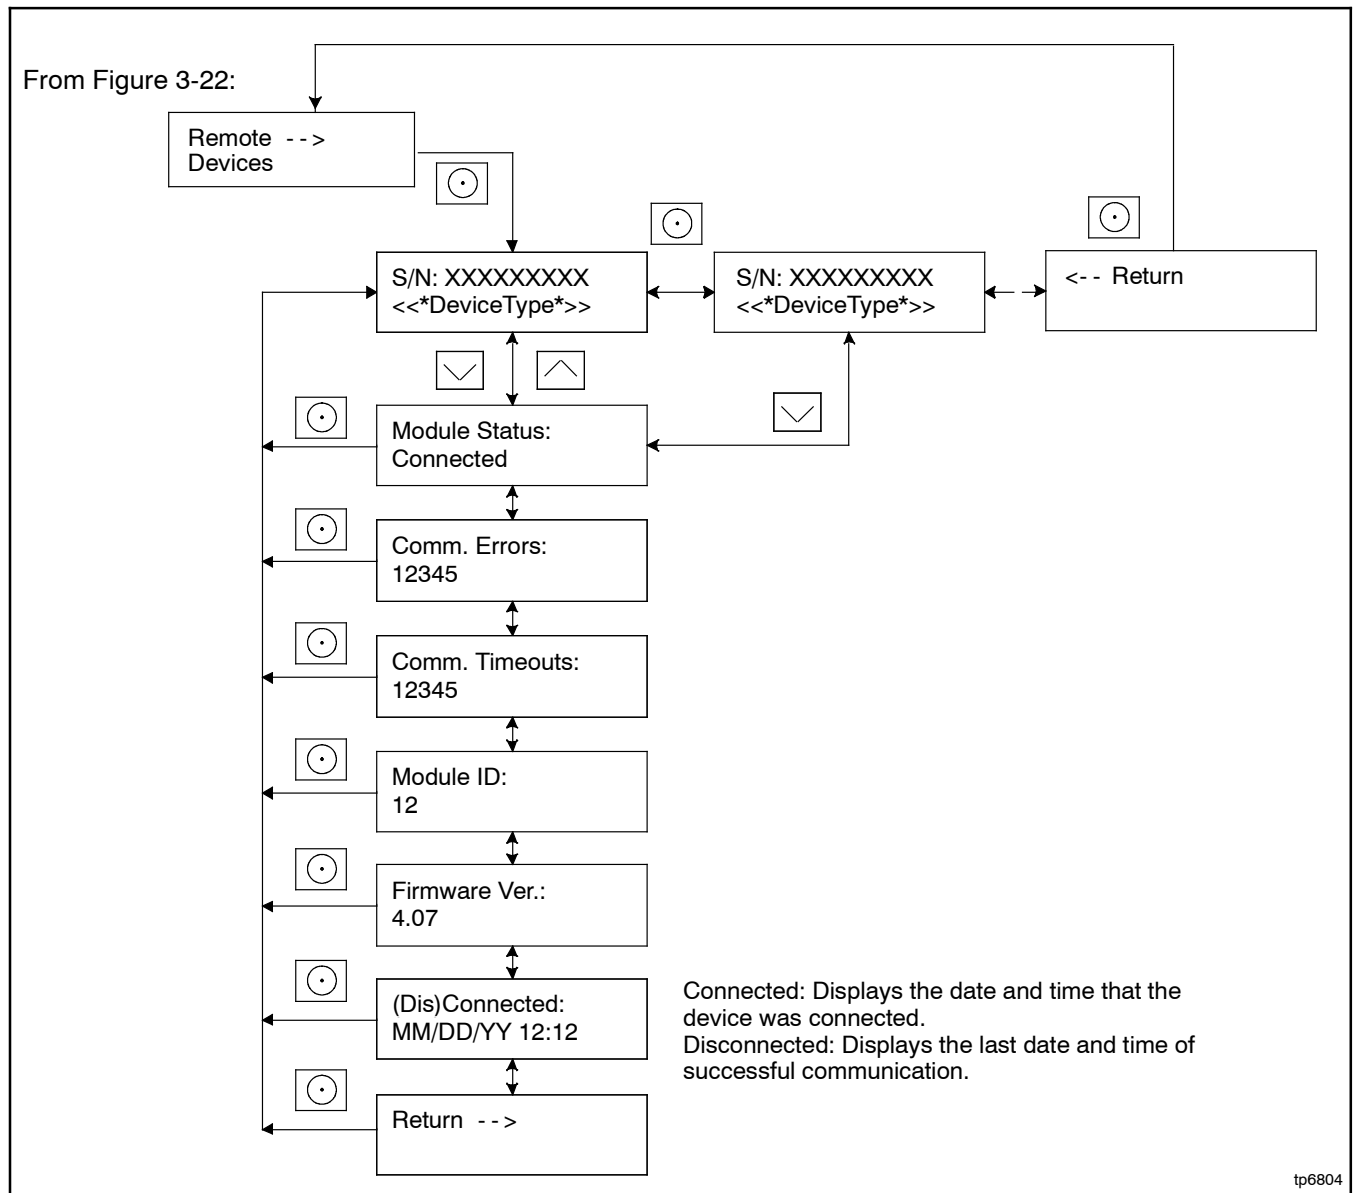 From Figure 3-22:
Remote -->
Devices
S/N: XXXXXXXXX
<<*DeviceType*>>
S/N: XXXXXXXXX
<<*DeviceType*>>
<-- Return
Module Status:
Connected
Comm. Errors:
12345
Comm. Timeouts:
12345
Module ID:
12
Firmware Ver.:
4.07
(Dis)Connected:
MM/DD/YY 12:12
Connected: Displays the date and time that the
device was connected.
Disconnected: Displays the last date and time of
successful communication.
Return -->
tp6804